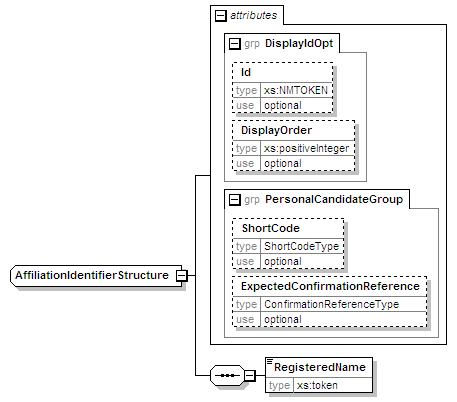 attributes
grp DisplayIdOpt
Id
type xs:NMTOKEN
use optional
DisplayOrder
type xs:positiveInteger
use optional
grp PersonalCandidateGroup
ShortCode
type ShortCodeType
use optional
ExpectedConfirmationReference
type ConfirmationReferenceType
use optional
AffiliationIdentifierStructure
RegisteredName
type xs:token